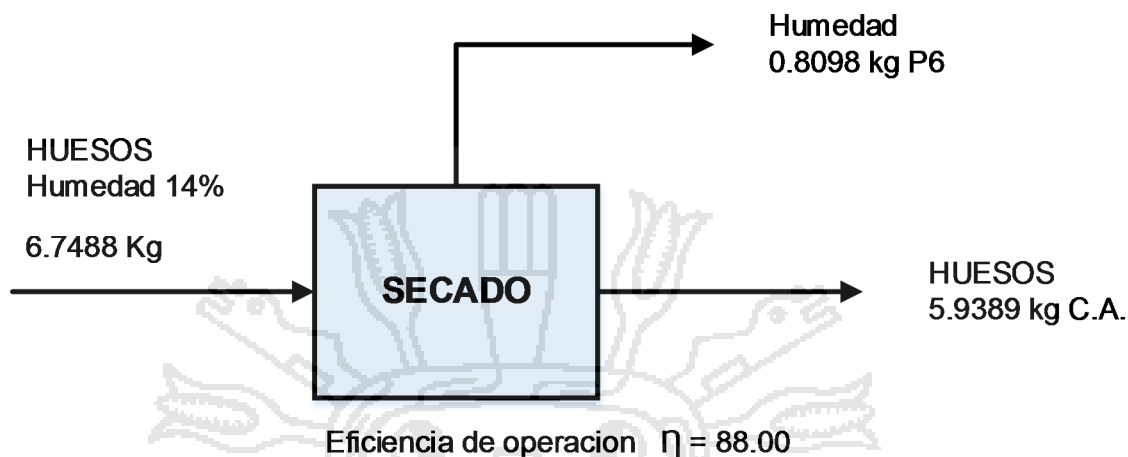 Humedad
0.8098 kg P6
HUESOS
Humedad 14%
6.7488 Kg
SECADO
HUESOS
5.9389 kg C.A.
Eficiencia de operacion η = 88.00